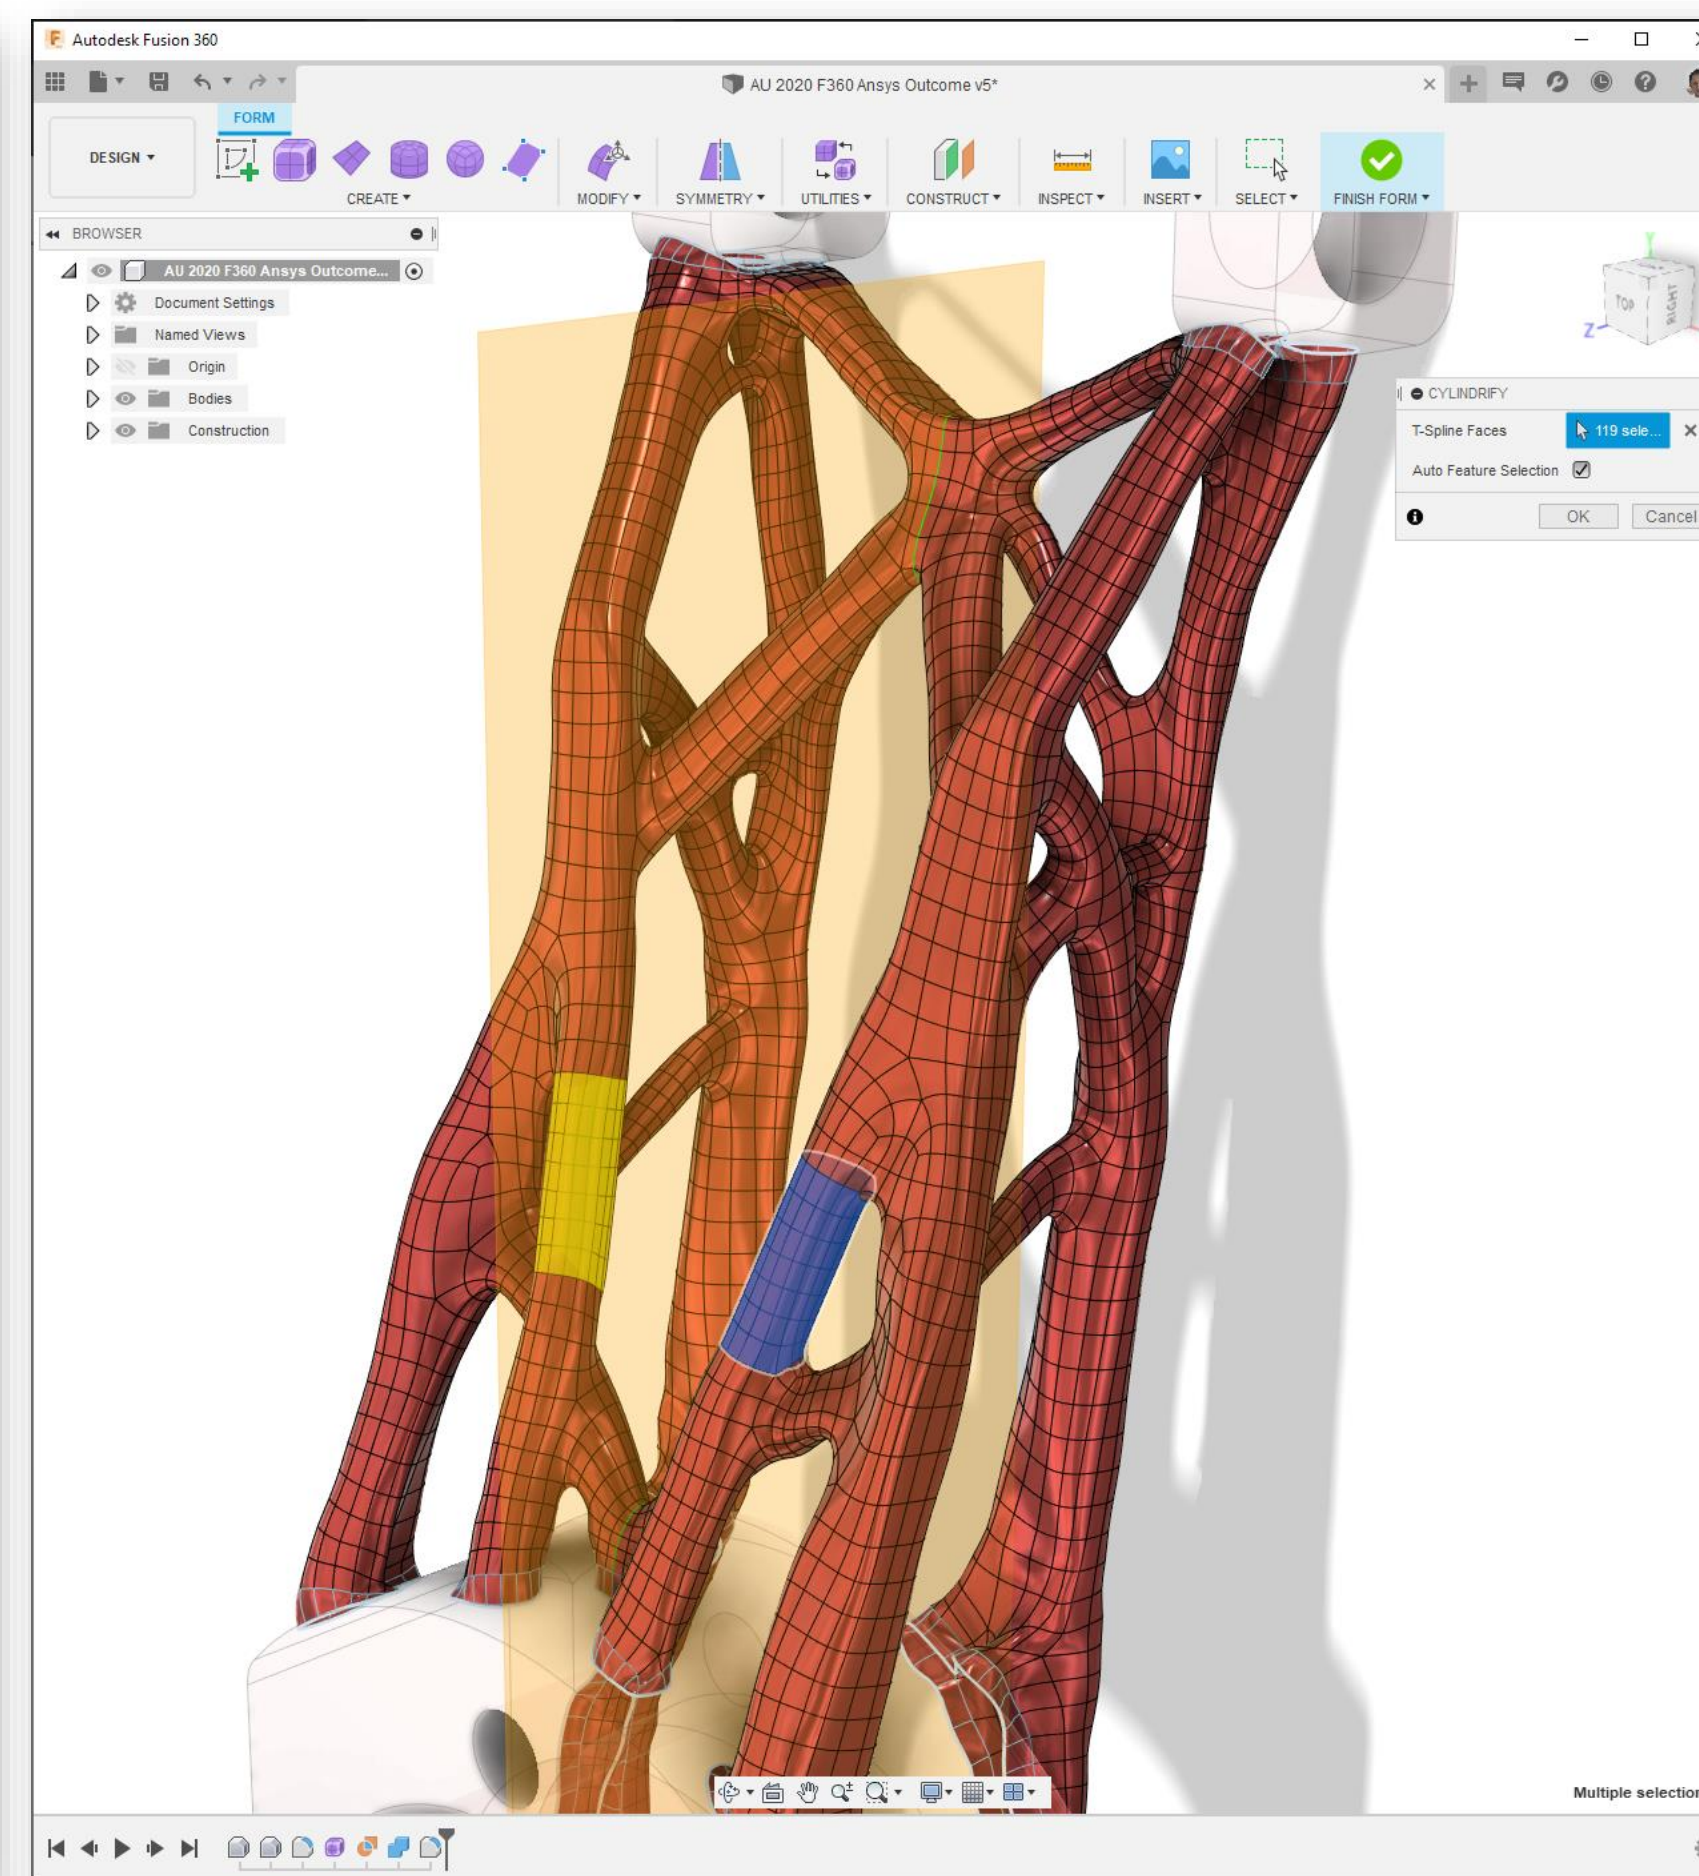 Autodesk Fusion 360
AU 2020 F360 Ansys Outcome v5*
FORM
DESIGN
CREATE
MODIFY
SYMMETRY
UTILITIES
CONSTRUCT
INSPECT
INSERT
SELECT
FINISH FORM
BROWSER
AU 2020 F360 Ansys Outcome...
Document Settings
Named Views
Origin
Bodies
Construction
Y
TOP
RIGHT
Z
CYLINDRIFY
T-Spline Faces
119 sele...
Auto Feature Selection
OK
Cancel
Multiple selection